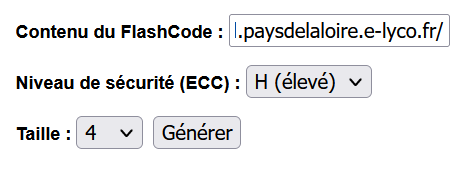 Contenu du FlashCode : l.paysdelaloire.e-lyco.fr/
Niveau de sécurité (ECC) : H (élevé)
Taille : 4 Générer